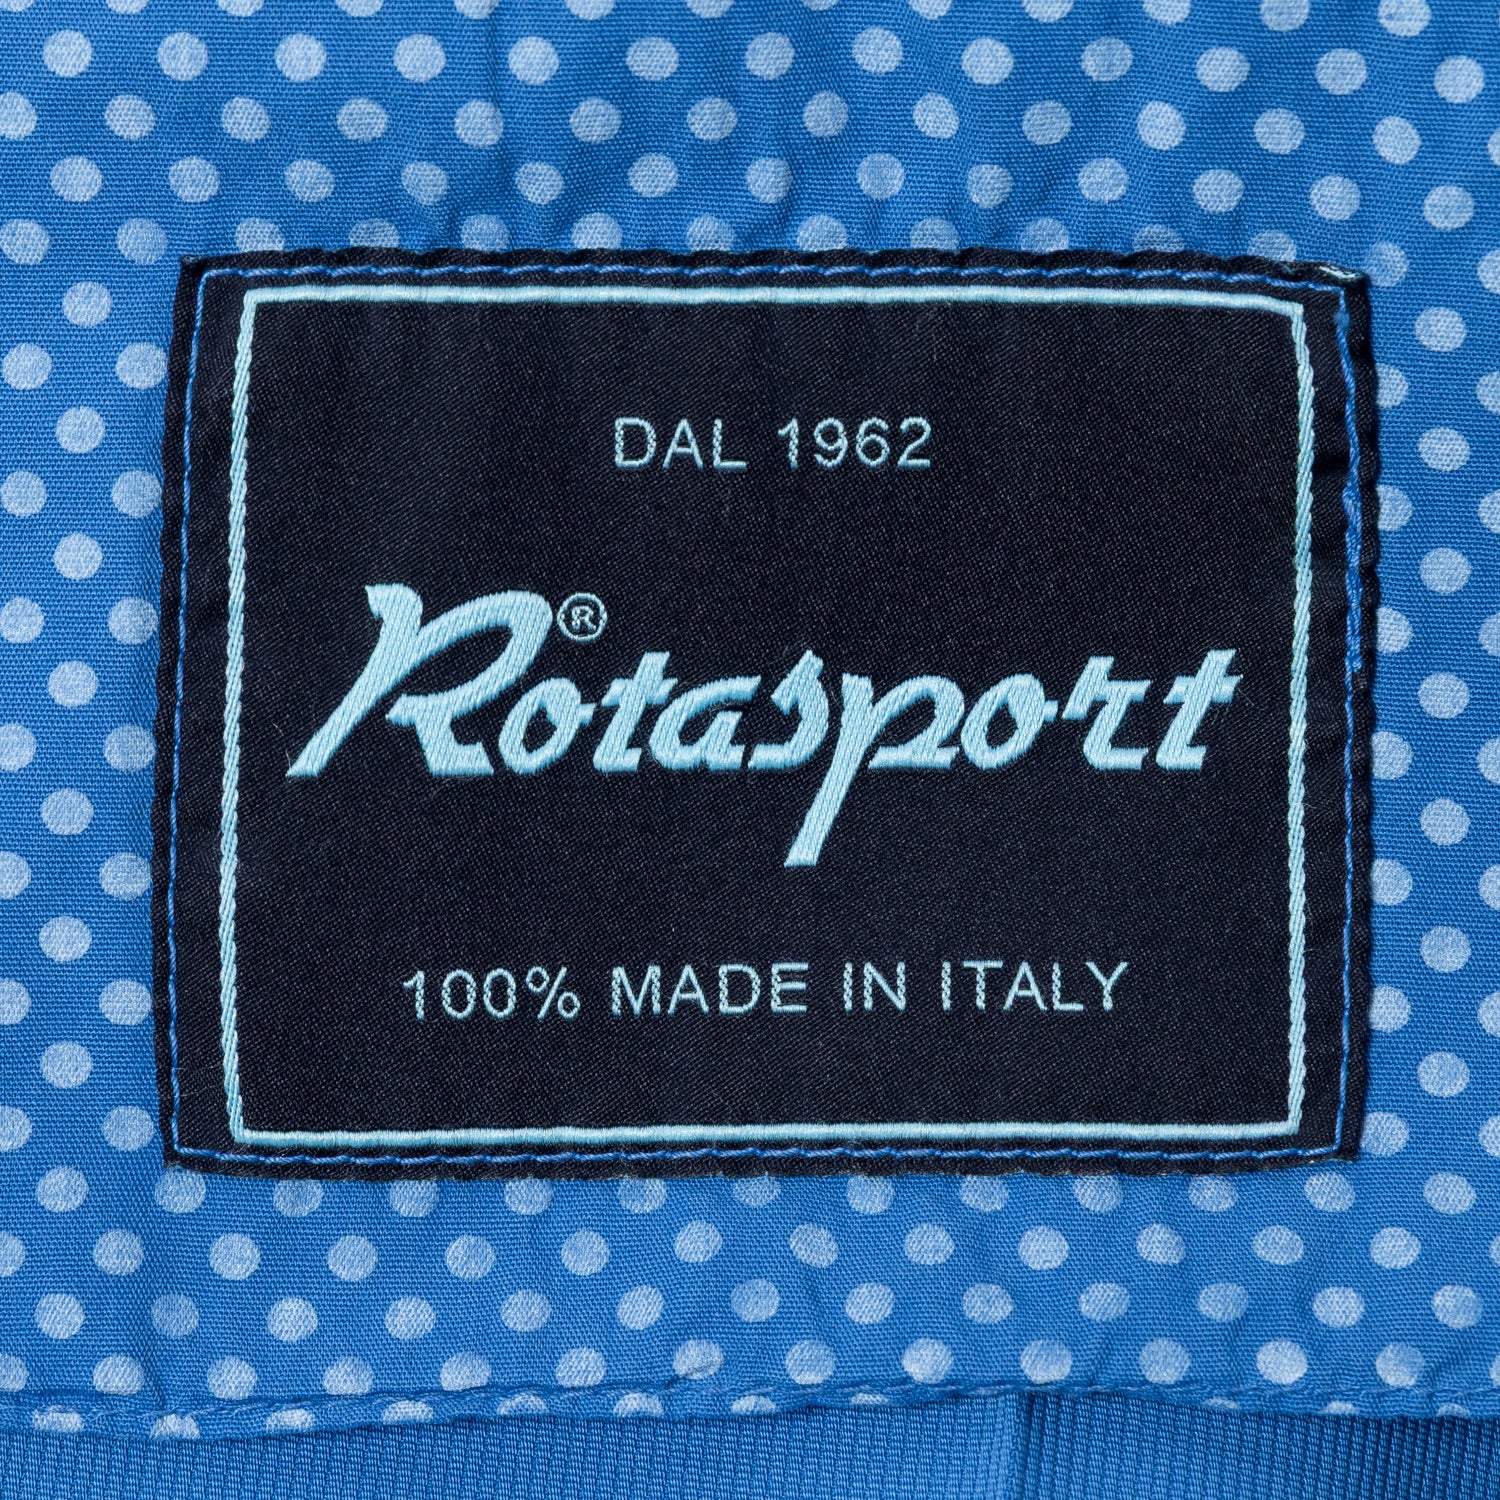 DAL 1962
Rotasport®
100% MADE IN ITALY